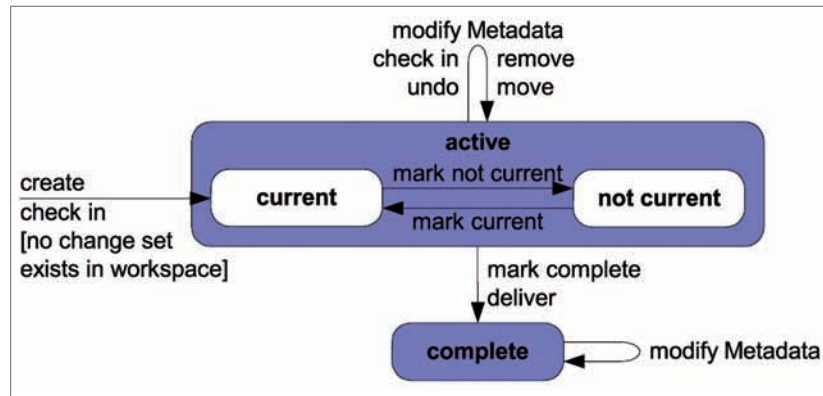 modify Metadata
check in remove
undo move
active
create
check in
[no change set
exists in workspace]
current
mark not current
mark current
not current
mark complete
deliver
complete
modify Metadata